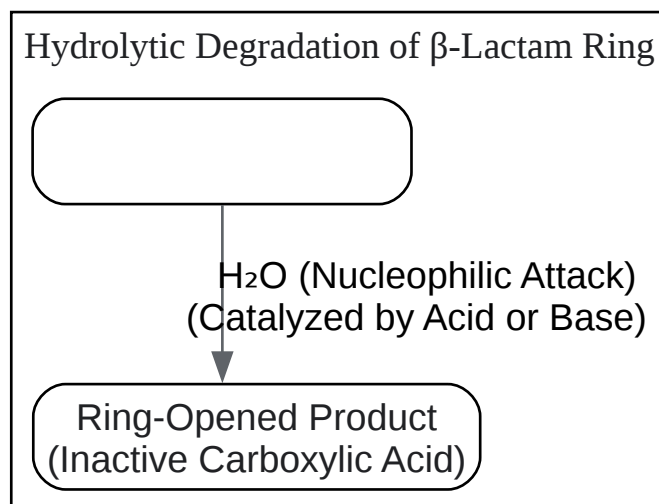 Hydrolytic Degradation of β-Lactam Ring
H₂O (Nucleophilic Attack)
(Catalyzed by Acid or Base)
Ring-Opened Product
(Inactive Carboxylic Acid)